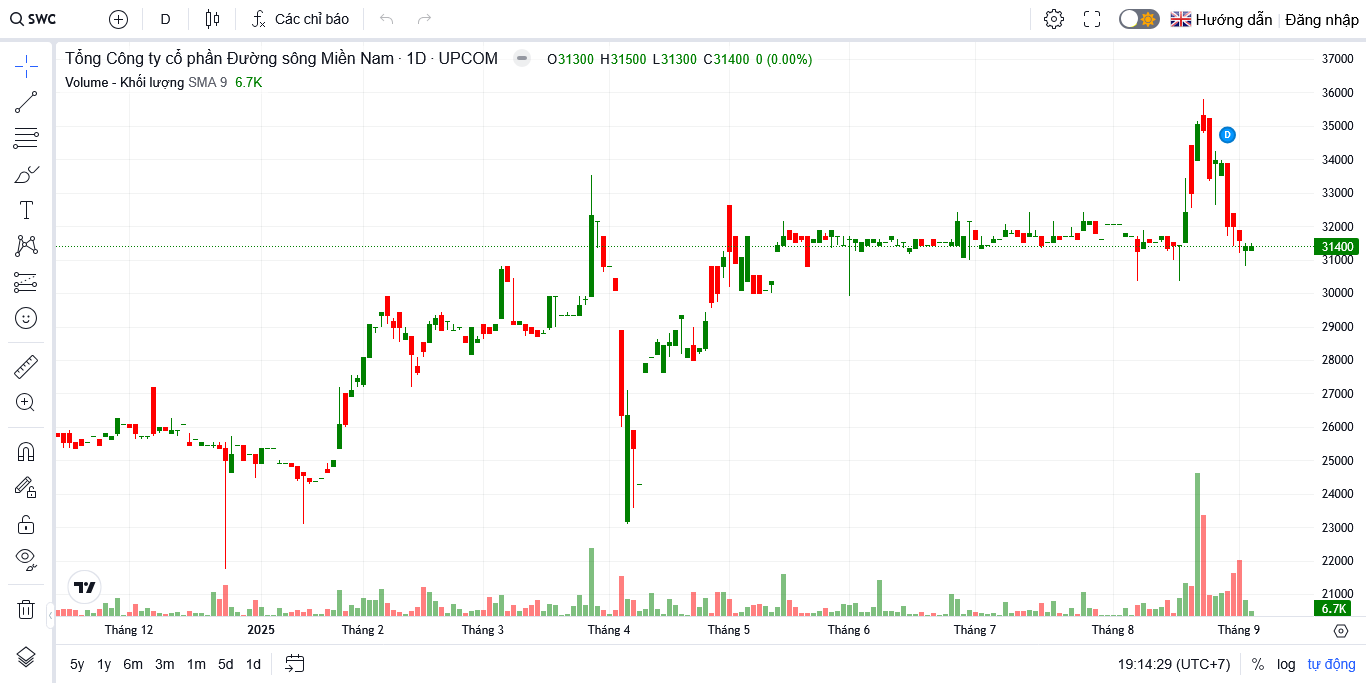 SWC D Các chỉ báo Hướng dẫn Đăng nhập
Tổng Công ty cổ phần Đường sông Miền Nam · 1D · UPCOM O31300 H31500 L31300 C31400 0 (0.00%)
Volume - Khối lượng SMA 9 6.7K
37000
36000
35000
D
34000
33000
32000
31400
31000
30000
29000
28000
27000
26000
25000
24000
23000
22000
21000
6.7K
Tháng 12 2025 Tháng 2 Tháng 3 Tháng 4 Tháng 5 Tháng 6 Tháng 7 Tháng 8 Tháng 9
5y 1y 6m 3m 1m 5d 1d 19:14:29 (UTC+7) % log tự động